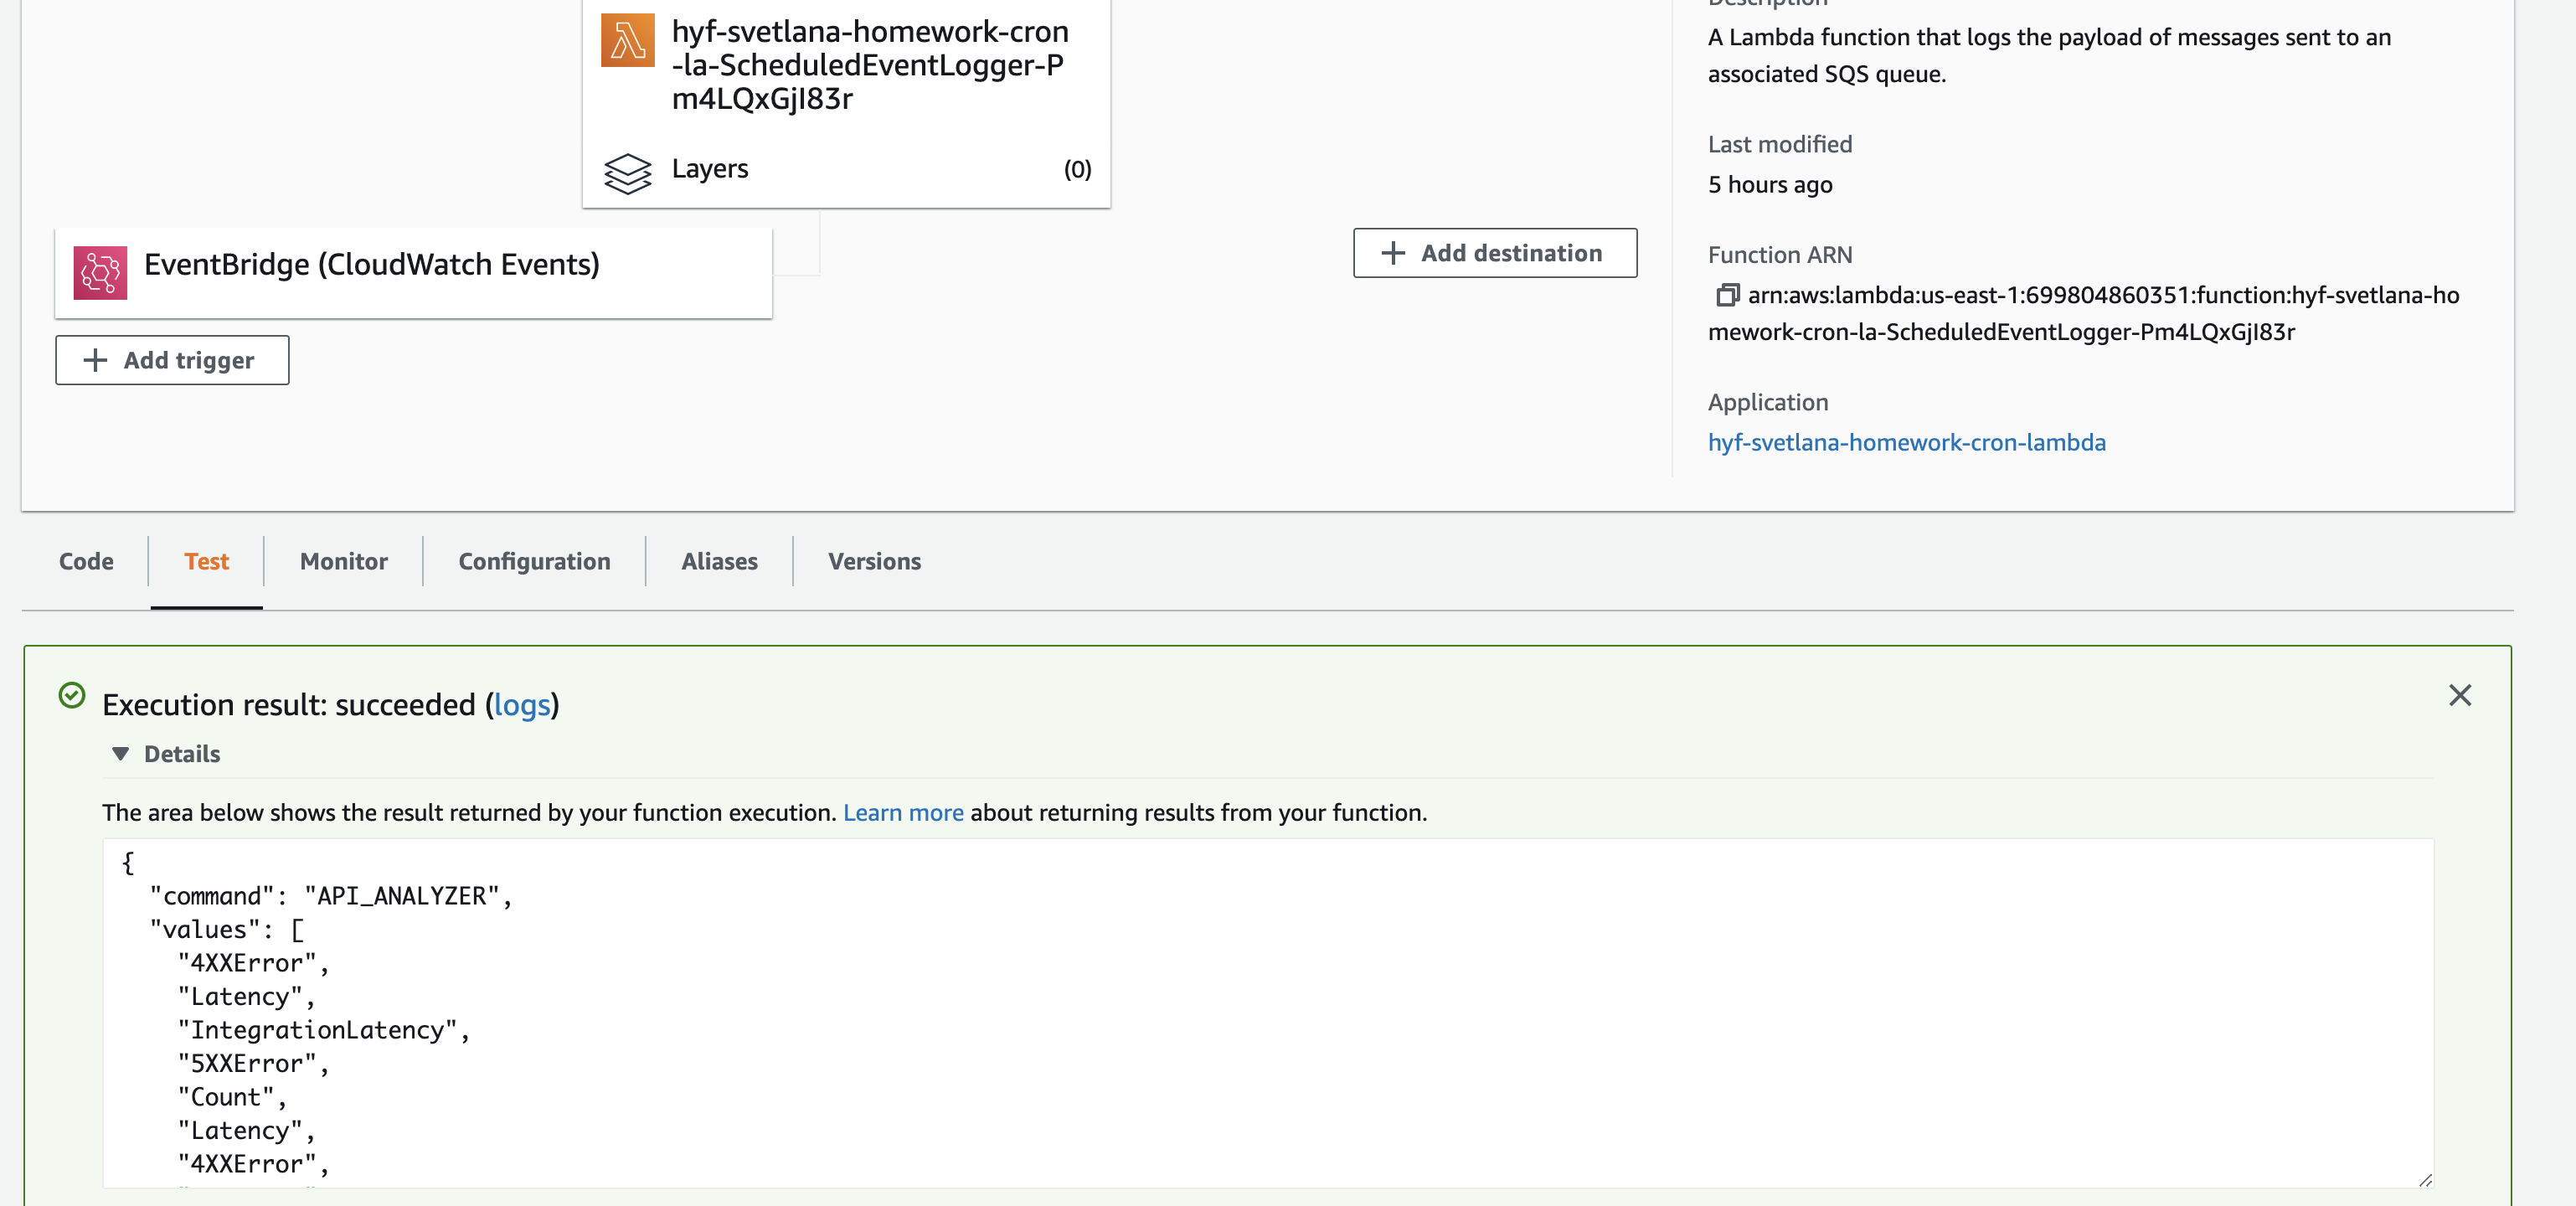 hyf-svetlana-homework-cron
-la-ScheduledEventLogger-P
m4LQxGjI83r
Layers
(0)
EventBridge (CloudWatch Events)
Add trigger
Add destination
Description
A Lambda function that logs the payload of messages sent to an
associated SQS queue.
Last modified
5 hours ago
Function ARN
arn:aws:lambda:us-east-1:699804860351:function:hyf-svetlana-ho
mework-cron-la-ScheduledEventLogger-Pm4LQxGjI83r
Application
hyf-svetlana-homework-cron-lambda
Code
Test
Monitor
Configuration
Aliases
Versions
Execution result: succeeded (logs)
Details
The area below shows the result returned by your function execution. Learn more about returning results from your function.
{
"command": "API_ANALYZER",
"values": [
"4XXError",
"Latency",
"IntegrationLatency",
"5XXError",
"Count",
"Latency",
"4XXError",